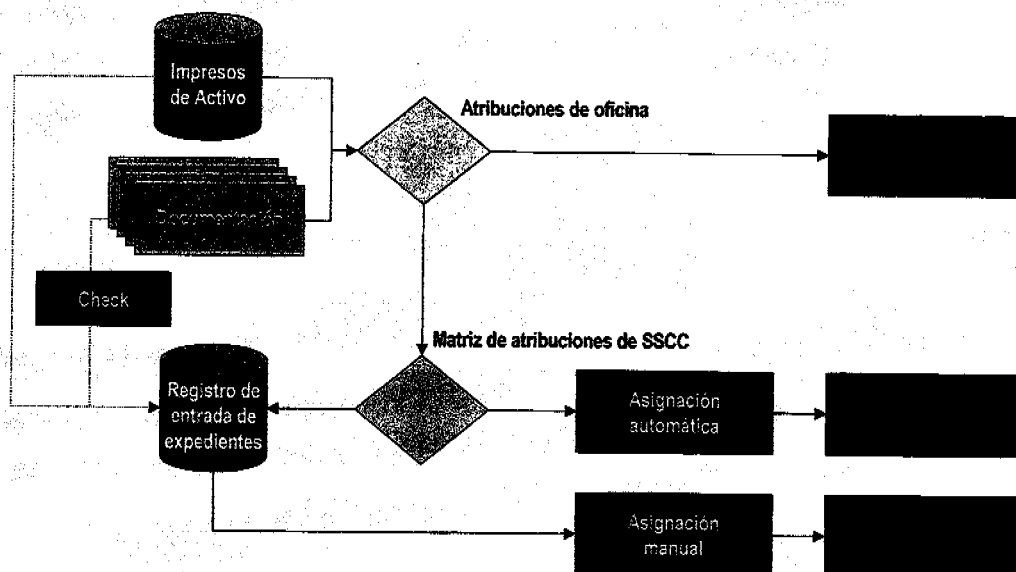 Impresos
de Activo
Atribuciones de oficina
Documentación
Check
Matriz de atribuciones de SSCC
Registro de
entrada de
expedientes
Asignación
automática
Asignación
manual